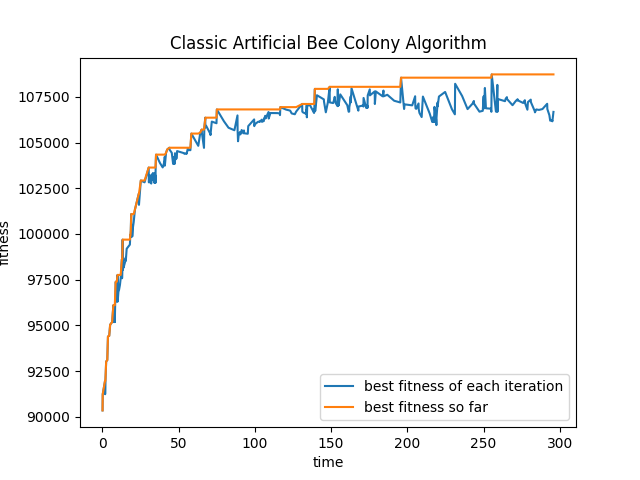 Classic Artificial Bee Colony Algorithm
107500
105000
102500
100000
97500
95000
92500
90000
fitness
0 50 100 150 200 250 300
time
best fitness of each iteration
best fitness so far